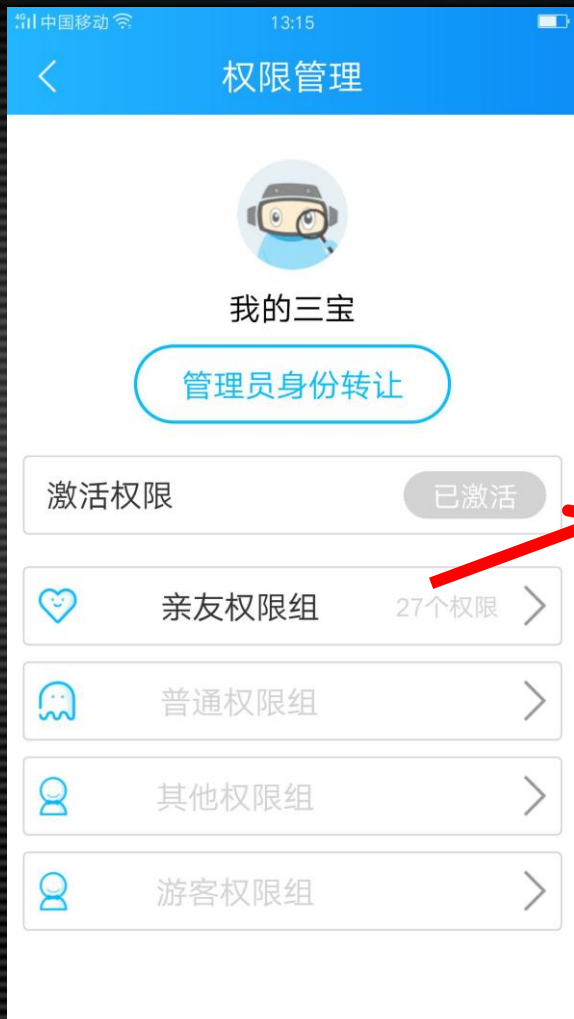 4G 中国移动 13:15
权限管理
我的三宝
管理员身份转让
激活权限 已激活
亲友权限组 27个权限
普通权限组
其他权限组
游客权限组